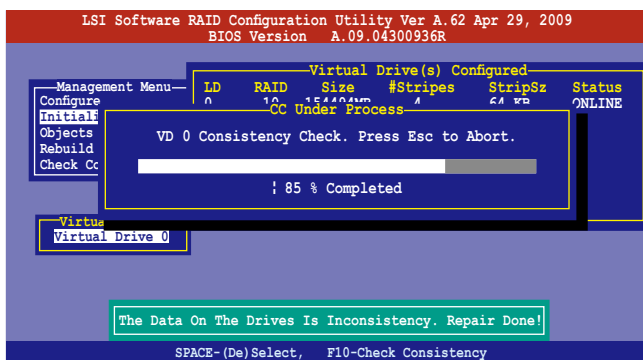 LSI Software RAID Configuration Utility Ver A.62 Apr 29, 2009
BIOS Version A.09.04300936R
Virtual Drive(s) Configured
LD RAID Size #Stripes StripSz Status
0 10 154494MB 4 64 KB ONLINE
Management Menu
Configure
Initiali
Objects
Rebuild
Check Co
CC Under Process
VD 0 Consistency Check. Press Esc to Abort.
¦ 85 % Completed
Virtua
Virtual Drive 0
The Data On The Drives Is Inconsistency. Repair Done!
SPACE-(De)Select, F10-Check Consistency